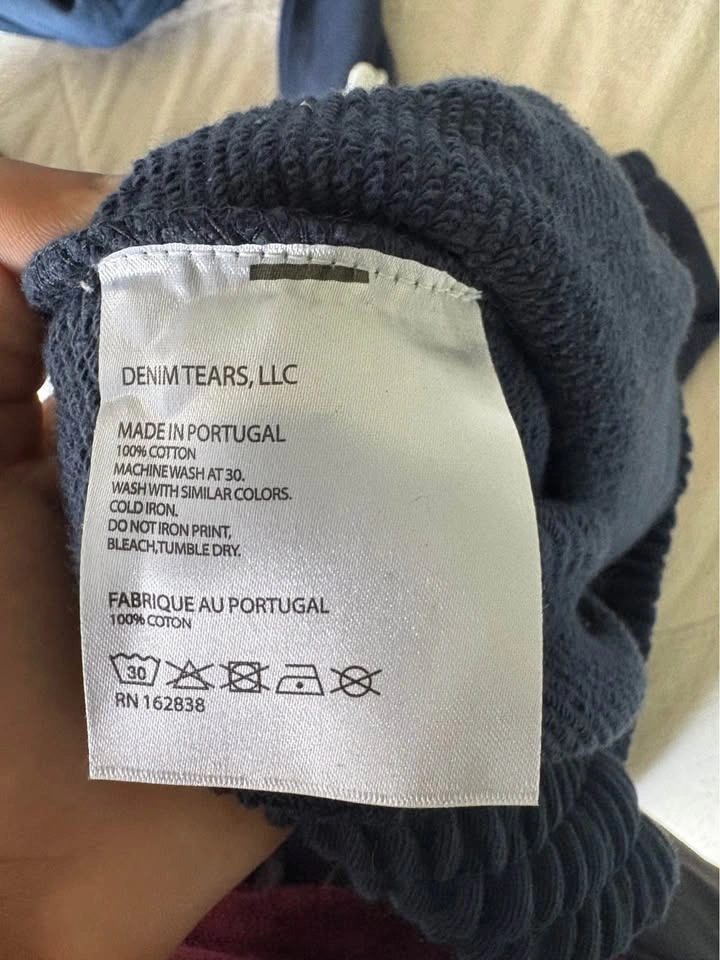 DENIM TEARS, LLC
MADE IN PORTUGAL
100% COTTON
MACHINE WASH AT 30.
WASH WITH SIMILAR COLORS.
COLD IRON.
DO NOT IRON PRINT,
BLEACH,TUMBLE DRY.
FABRIQUE AU PORTUGAL
100% COTON
30
RN 162838